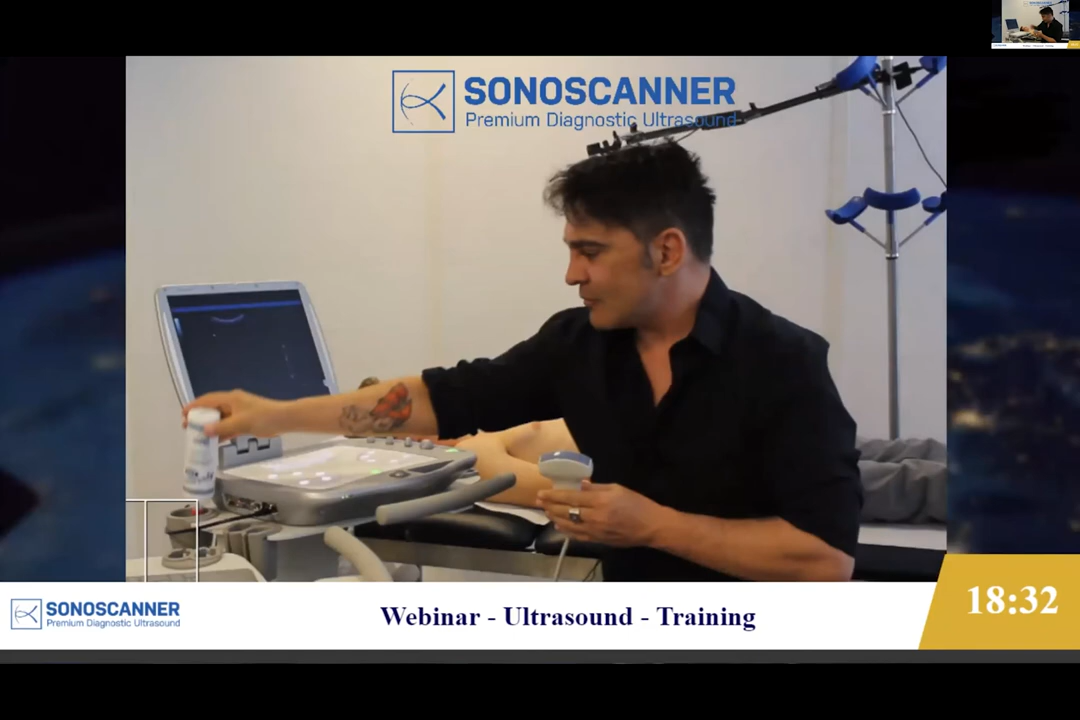 SONOSCANNER
Premium Diagnostic Ultrasound
SONOSCANNER
Premium Diagnostic Ultrasound
Webinar - Ultrasound - Training
18:32